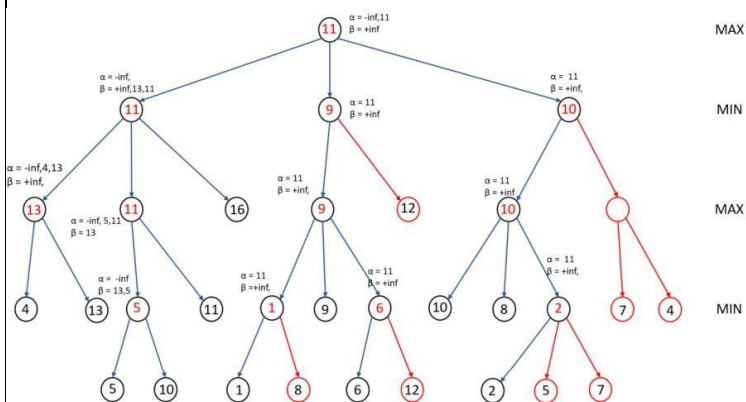 α = -inf,11
β = +inf
11
MAX
α = -inf,
β = +inf,13,11
11
α = 11
β = +inf
9
α = 11
β = +inf,
10
MIN
α = -inf,4,13
β = +inf,
13
α = -inf, 5,11
β = 13
11
16
α = 11
β = +inf,
9
12
α = 11
β = +inf
10
MAX
4
13
α = -inf
β = 13,5
5
11
α = 11
β =+inf,
1
9
α = 11
β = +inf
6
10
8
α = 11
β = +inf,
2
7
4
MIN
5
10
1
8
6
12
2
5
7